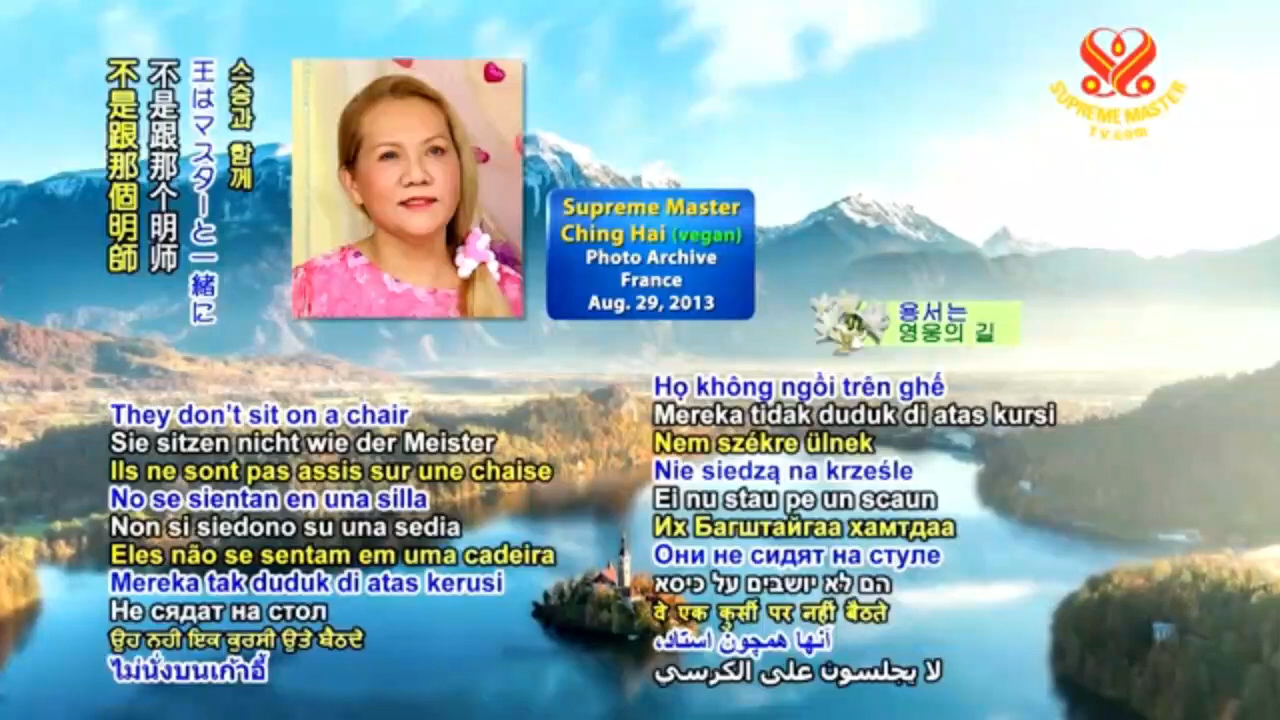 不是跟那個明師
不是跟那个明师
王はマスターと一緒に
스승과 함께
SUPREME MASTER
TV.com
Supreme Master
Ching Hai (vegan)
Photo Archive
France
Aug. 29, 2013
용서는
영웅의 길
They don't sit on a chair
Sie sitzen nicht wie der Meister
Ils ne sont pas assis sur une chaise
No se sientan en una silla
Non si siedono su una sedia
Eles não se sentam em uma cadeira
Mereka tak duduk di atas kerusi
Не сядат на стол
ਉਹ ਨਹੀ ਇਕ ਕੁਰਸੀ ਉਤੇ ਬੈਠਦੇ
ไม่นั่งบนเก้าอี้
Họ không ngồi trên ghế
Mereka tidak duduk di atas kursi
Nem székre ülnek
Nie siedzą na krześle
Ei nu stau pe un scaun
Их Багштайгаа хамтдаа
Они не сидят на стуле
הם לא יושבים על כיסא
वे एक कुर्सी पर नहीं बैठते
آنها همچون استاد،
لا يجلسون على الكرسي